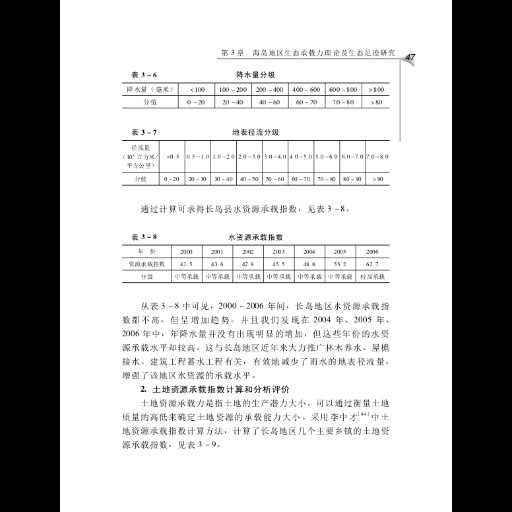 第 3 章 海岛地区生态承载力理论及生态足迹研究 47
表 3-6 降水量分级
降水量(毫米) <100 100~200 200~400 400~600 600~800 >800
分值 0~20 20~40 40~60 60~70 70~80 >80
表 3-7 地表径流分级
径流量
(10⁴ 立方米/
平方公里)
<0.5 0.5~1.0 1.0~2.0 2.0~3.0 3.0~4.0 4.0~5.0 5.0~6.0 6.0~7.0 7.0~8.0
分值 0~20 20~30 30~40 40~50 50~60 60~70 70~80 80~90 >90
通过计算可求得长岛县水资源承载指数,见表 3-8。
表 3-8 水资源承载指数
年 份 2000 2001 2002 2003 2004 2005 2006
资源承载指数 41.5 43.6 42.8 45.5 48.8 55.2 62.7
分级 中等承载 中等承载 中等承载 中等承载 中等承载 中等承载 较高承载
从表 3-8 中可见,2000-2006 年间,长岛地区水资源承载指
数都不高,但呈增加趋势。并且我们发现在 2004 年、2005 年、
2006 年中,年降水量并没有出现明显的增加,但这些年份的水资
源承载水平却较高。这与长岛地区近年来大力推广林木养水、屋檐
接水、建筑工程蓄水工程有关,有效地减少了雨水的地表径流量,
增强了该地区水资源的承载水平。
2. 土地资源承载指数计算和分析评价
土地资源承载力是指土地的生产潜力大小。可以通过衡量土地
质量的高低来确定土地资源的承载能力大小。采用李中才[84]中土
地资源承载指数计算方法,计算了长岛地区几个主要乡镇的土地资
源承载指数,见表 3-9。